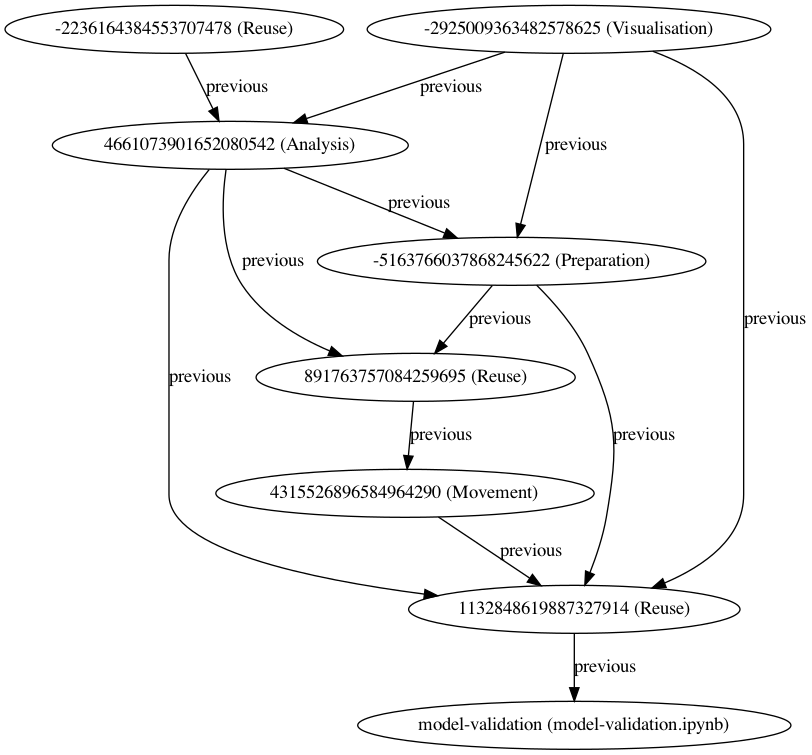 -2236164384553707478 (Reuse)
-2925009363482578625 (Visualisation)
previous
previous
4661073901652080542 (Analysis)
previous
previous
previous
-5163766037868245622 (Preparation)
previous
previous
previous
891763757084259695 (Reuse)
previous
previous
previous
4315526896584964290 (Movement)
previous
1132848619887327914 (Reuse)
previous
model-validation (model-validation.ipynb)